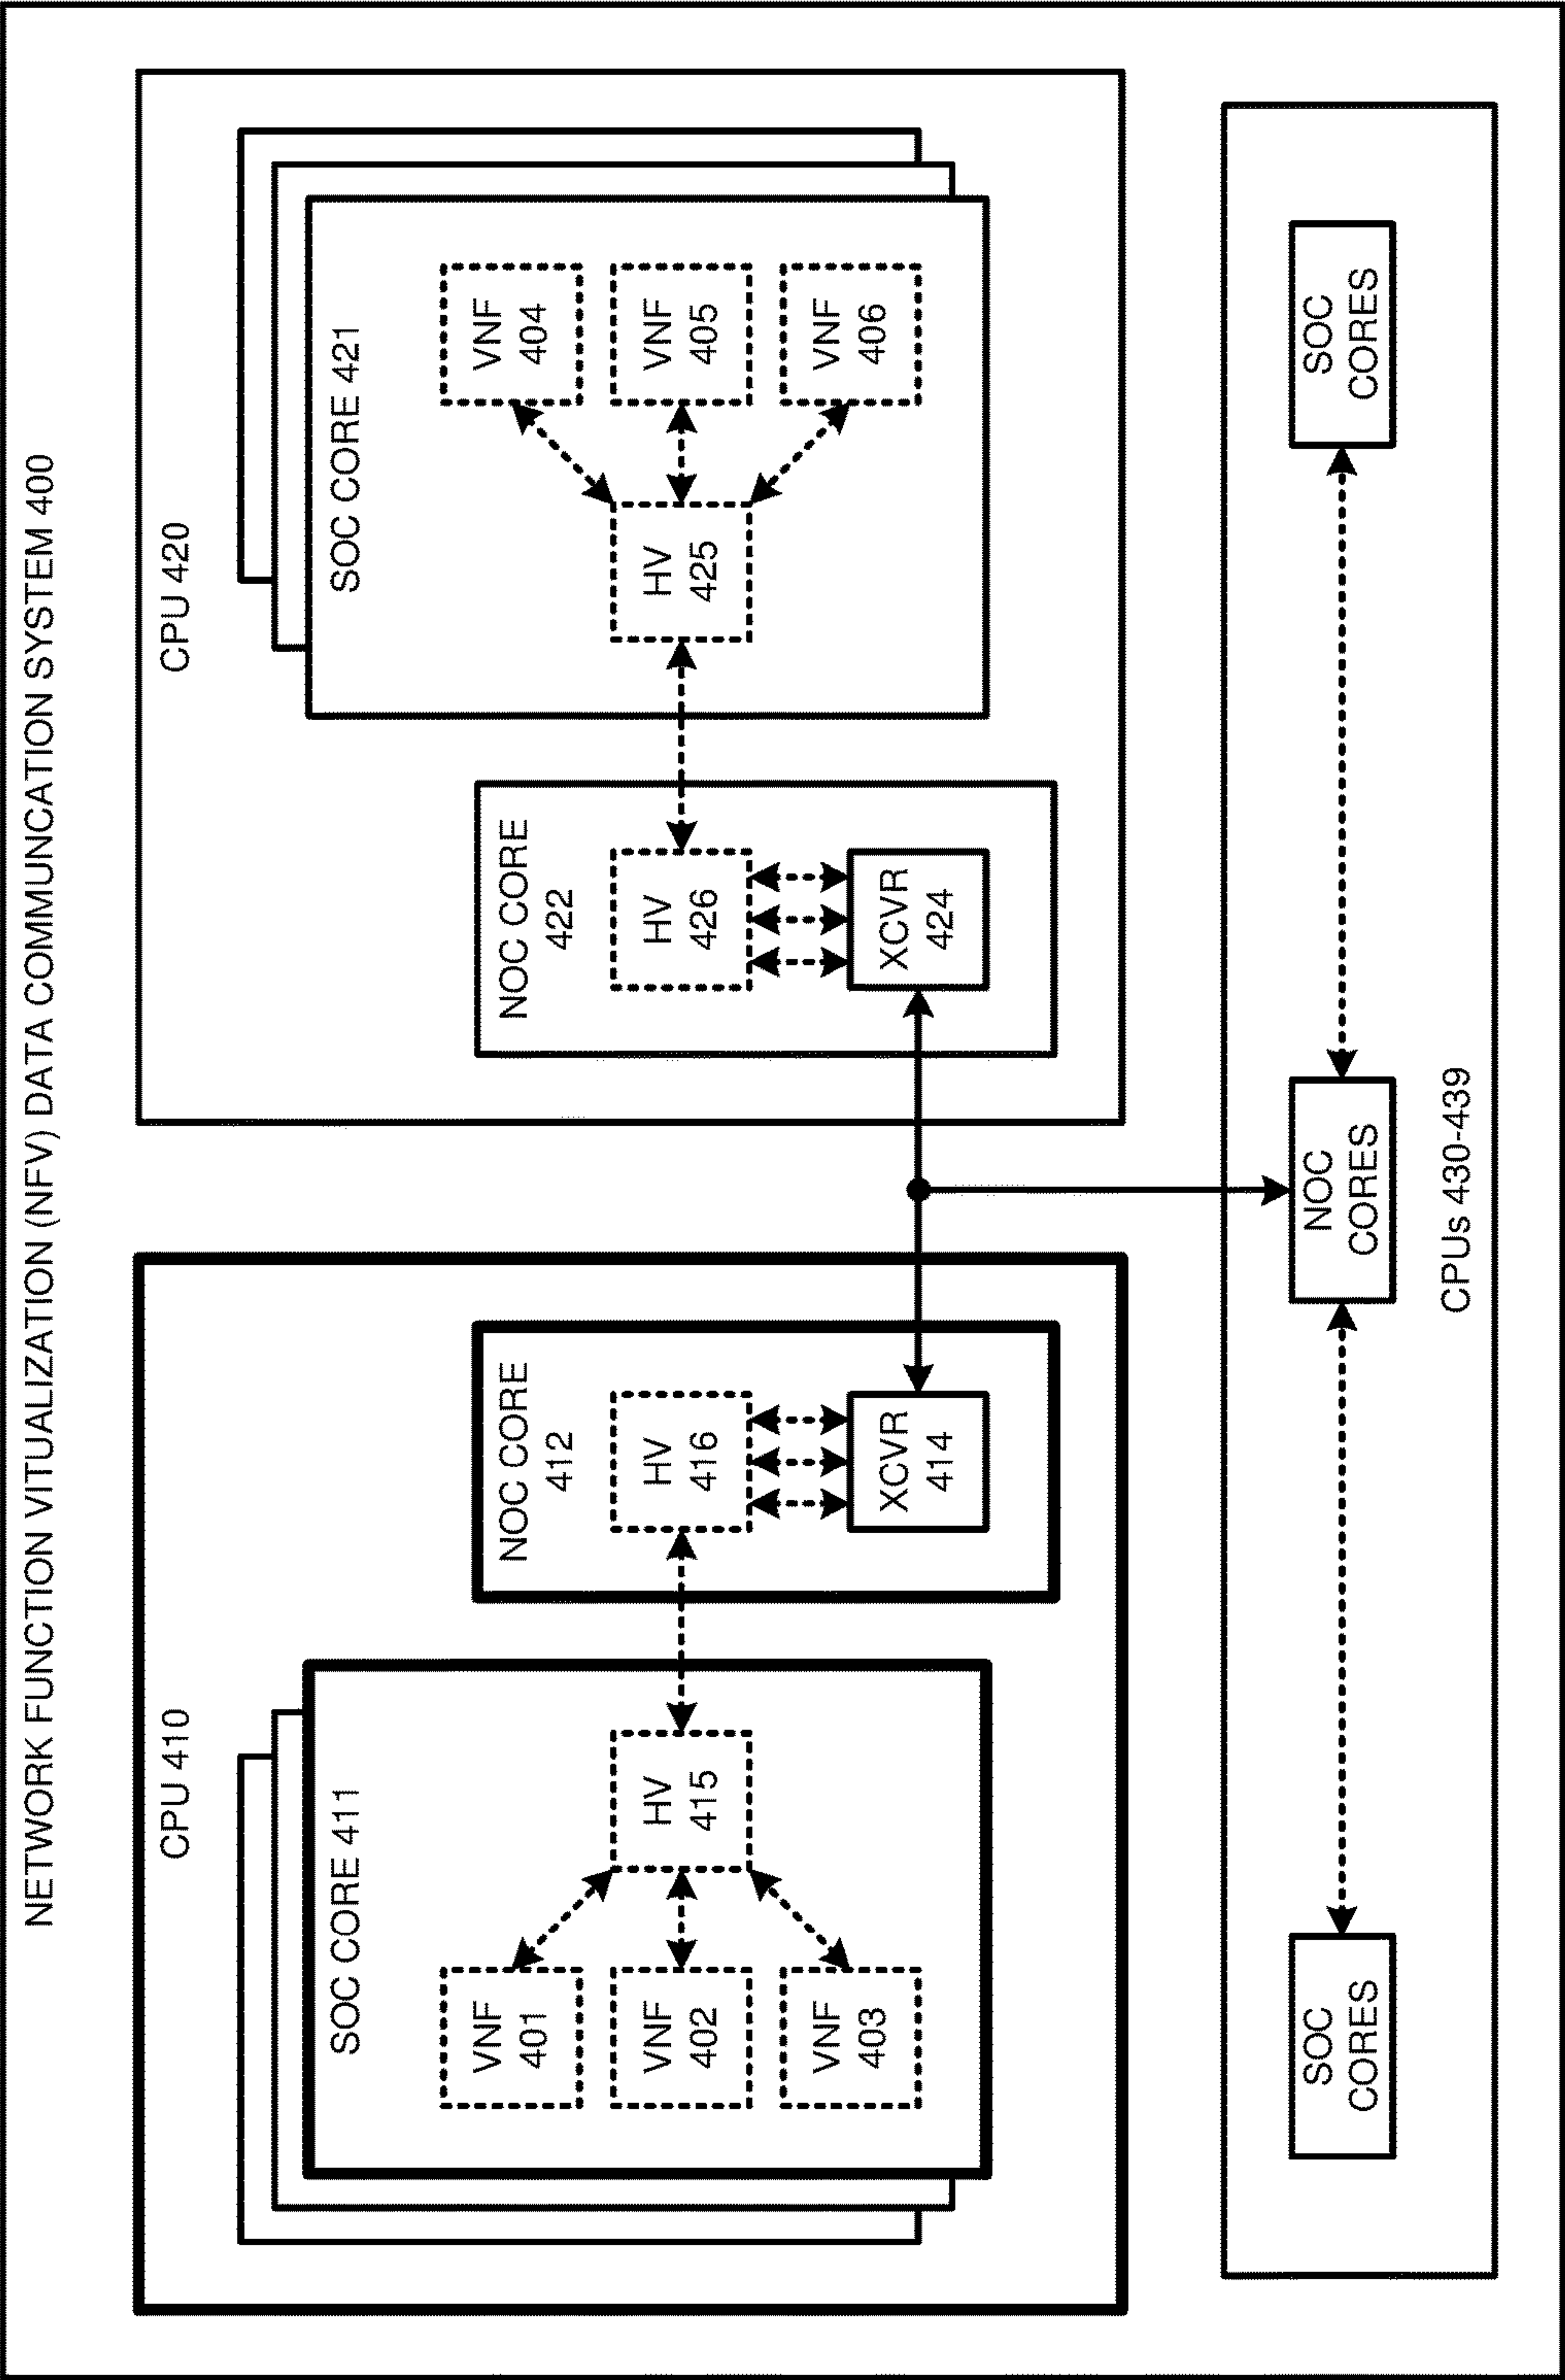 NETWORK FUNCTION VITUALIZATION (NFV) DATA COMMUNCATION SYSTEM 400
CPU 410
SOC CORE 411
VNF
401
VNF
402
VNF
403
HV
415
NOC CORE
412
HV
416
XCVR
414
CPU 420
NOC CORE
422
HV
426
XCVR
424
SOC CORE 421
HV
425
VNF
404
VNF
405
VNF
406
SOC
CORES
NOC
CORES
SOC
CORES
CPUs 430-439